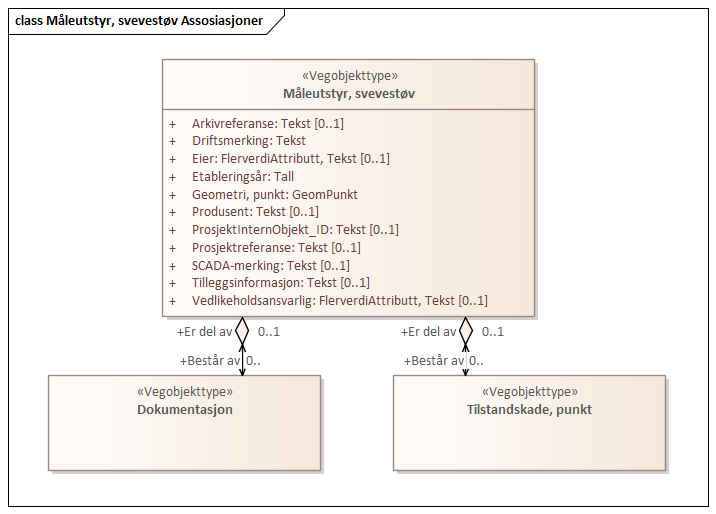 class Måleutstyr, svevestøv Assosiasjoner
«Vegobjekttype»
Måleutstyr, svevestøv
+ Arkivreferanse: Tekst [0..1]
+ Driftsmerking: Tekst
+ Eier: FlerverdiAttributt, Tekst [0..1]
+ Etableringsår: Tall
+ Geometri, punkt: GeomPunkt
+ Produsent: Tekst [0..1]
+ ProsjektInternObjekt_ID: Tekst [0..1]
+ Prosjektreferanse: Tekst [0..1]
+ SCADA-merking: Tekst [0..1]
+ Tilleggsinformasjon: Tekst [0..1]
+ Vedlikeholdsansvarlig: FlerverdiAttributt, Tekst [0..1]
+Er del av 0..1
+Er del av 0..1
+Består av 0..
+Består av 0..
«Vegobjekttype»
Dokumentasjon
«Vegobjekttype»
Tilstandskade, punkt